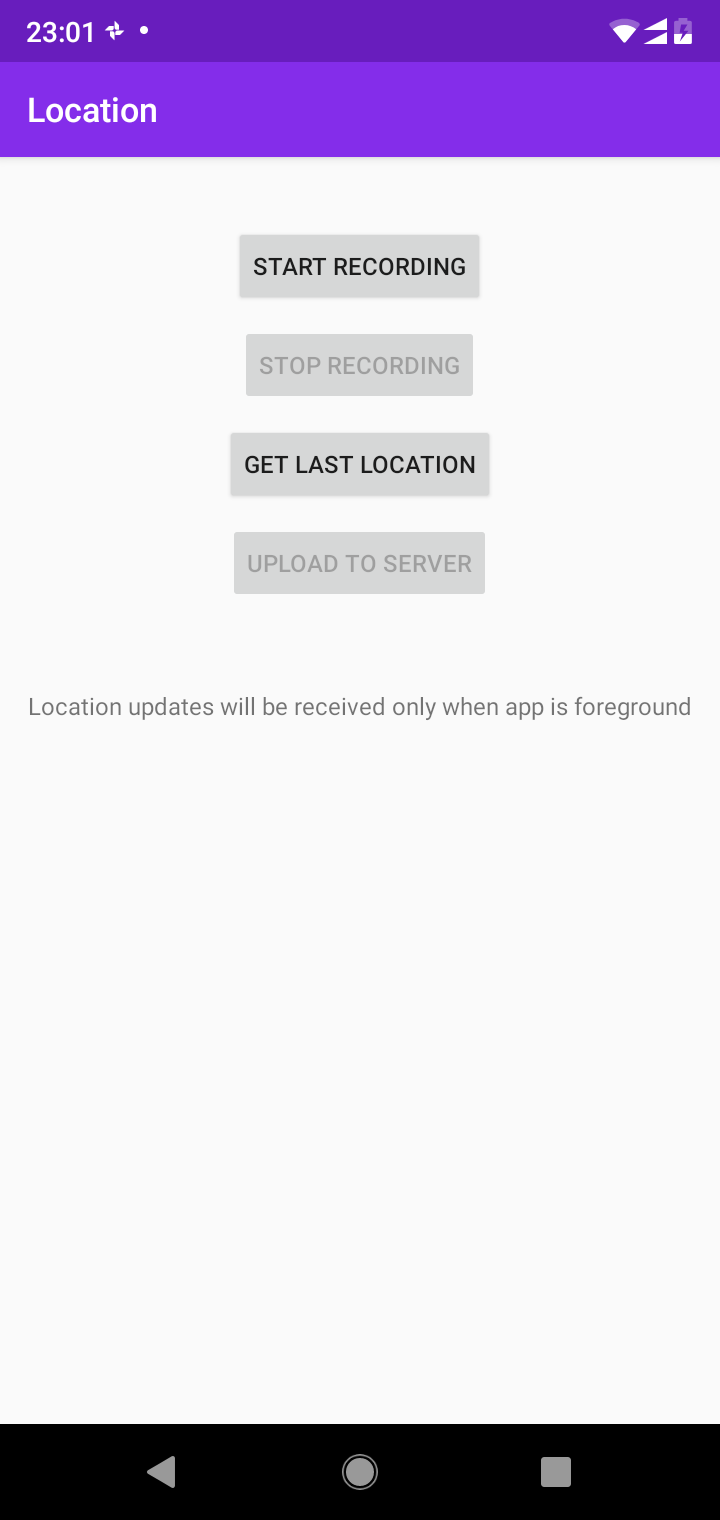 23:01
Location
START RECORDING
STOP RECORDING
GET LAST LOCATION
UPLOAD TO SERVER
Location updates will be received only when app is foreground